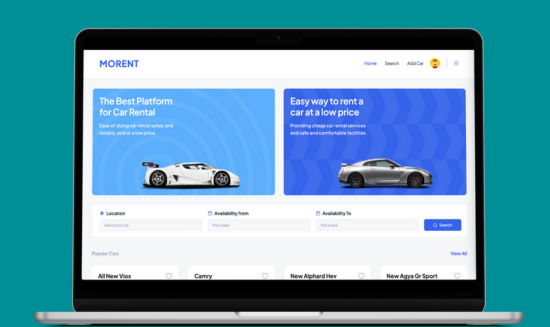 MORENT
Home Search Add Car
The Best Platform
for Car Rental
Ease of doing car rental safely and
reliably, and at a low price.
Easy way to rent a
car at a low price
Providing cheap car rental services
and safe and comfortable facilities.
Location
Select your city
Availability from
Pick a date
Availability To
Pick a date
Search
Popular Cars
View All
All New Vios
Camry
New Alphard Hev
New Agya Gr Sport